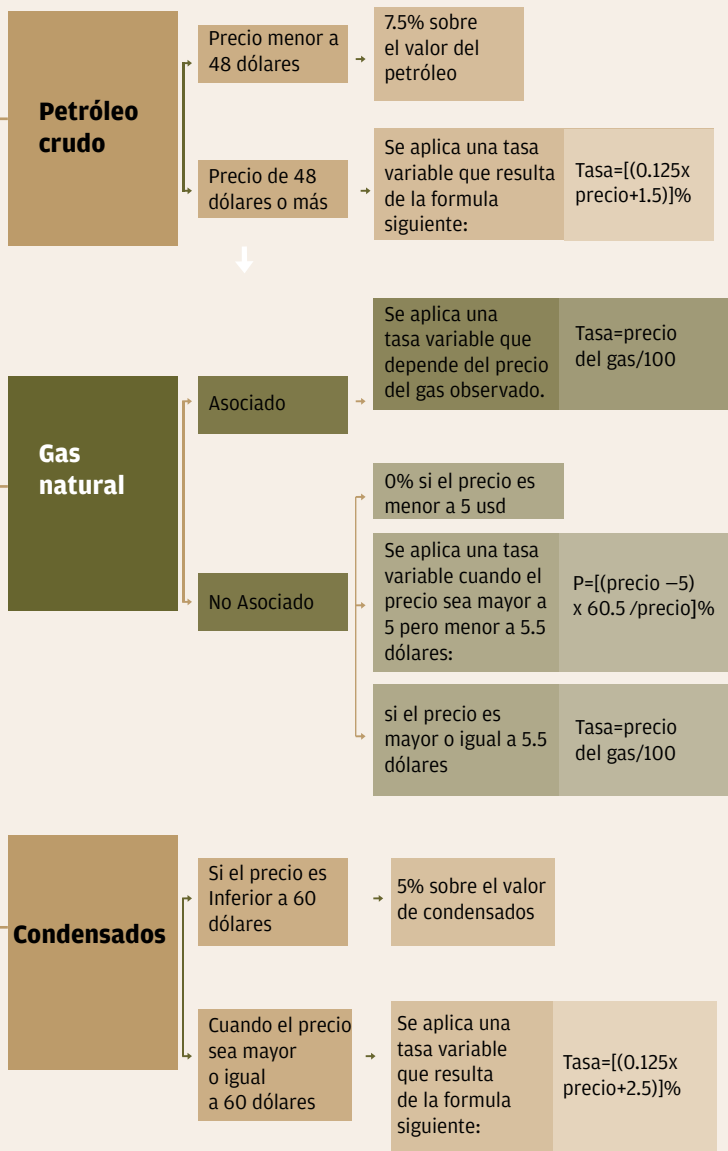 Petróleo
crudo
Precio menor a
48 dólares
7.5% sobre
el valor del
petróleo
Precio de 48
dólares o más
Se aplica una tasa
variable que resulta
de la formula
siguiente:
Tasa=[(0.125x
precio+1.5)]%
Gas
natural
Asociado
Se aplica una
tasa variable que
depende del precio
del gas observado.
Tasa=precio
del gas/100
No Asociado
0% si el precio es
menor a 5 usd
Se aplica una tasa
variable cuando el
precio sea mayor a
5 pero menor a 5.5
dólares:
P=[(precio –5)
x 60.5 /precio]%
si el precio es
mayor o igual a 5.5
dólares
Tasa=precio
del gas/100
Condensados
Si el precio es
Inferior a 60
dólares
5% sobre el valor
de condensados
Cuando el precio
sea mayor
o igual
a 60 dólares
Se aplica una
tasa variable
que resulta
de la formula
siguiente:
Tasa=[(0.125x
precio+2.5)]%